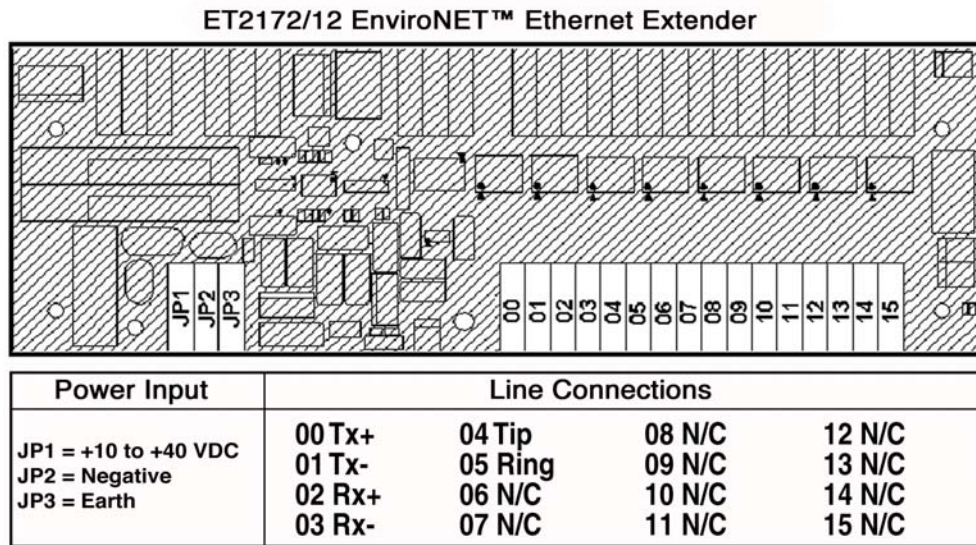 ET2172/12 EnviroNET™ Ethernet Extender
JP1
JP2
JP3
00
01
02
03
04
05
06
07
08
09
10
11
12
13
14
15
Power Input
JP1 = +10 to +40 VDC
JP2 = Negative
JP3 = Earth
Line Connections
00 Tx+ 04 Tip 08 N/C 12 N/C
01 Tx- 05 Ring 09 N/C 13 N/C
02 Rx+ 06 N/C 10 N/C 14 N/C
03 Rx- 07 N/C 11 N/C 15 N/C